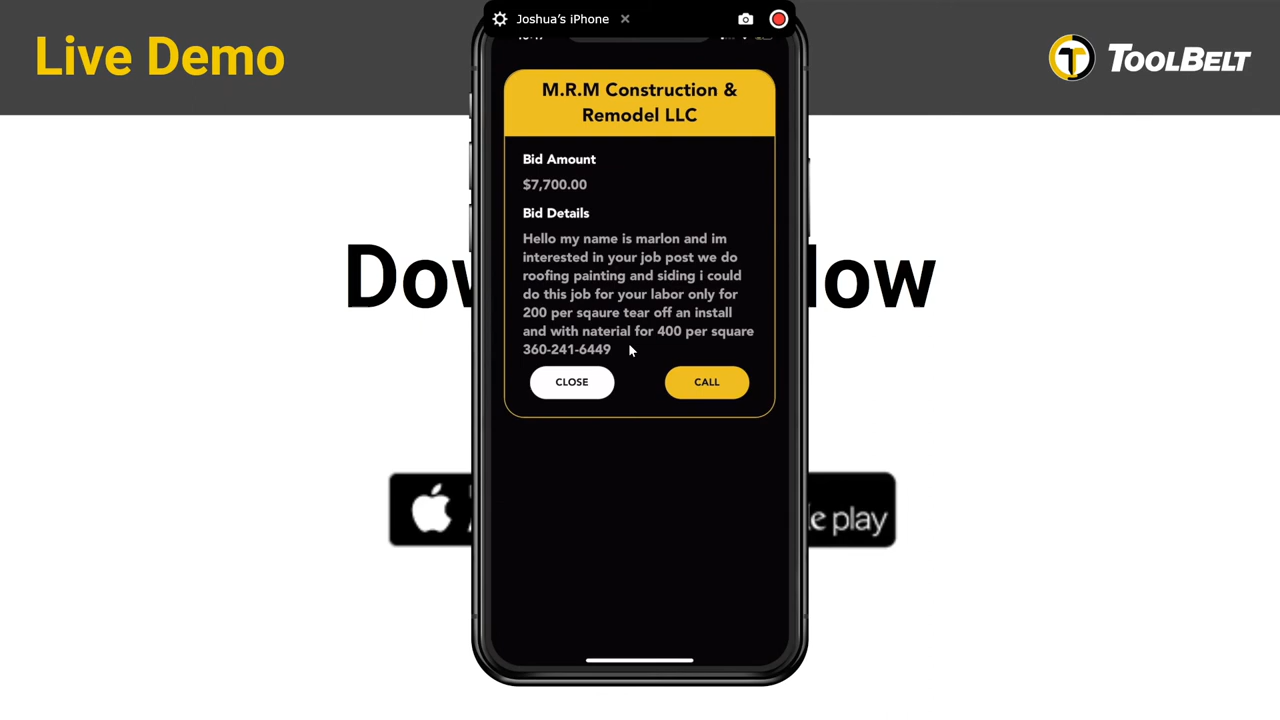 Joshua's iPhone
Live Demo
TOOLBELT
M.R.M Construction &
Remodel LLC
Bid Amount
$7,700.00
Bid Details
Hello my name is marlon and im
interested in your job post we do
roofing painting and siding i could
do this job for your labor only for
200 per sqaure tear off an install
and with naterial for 400 per square
360-241-6449
CLOSE
CALL
Dow
low
e play